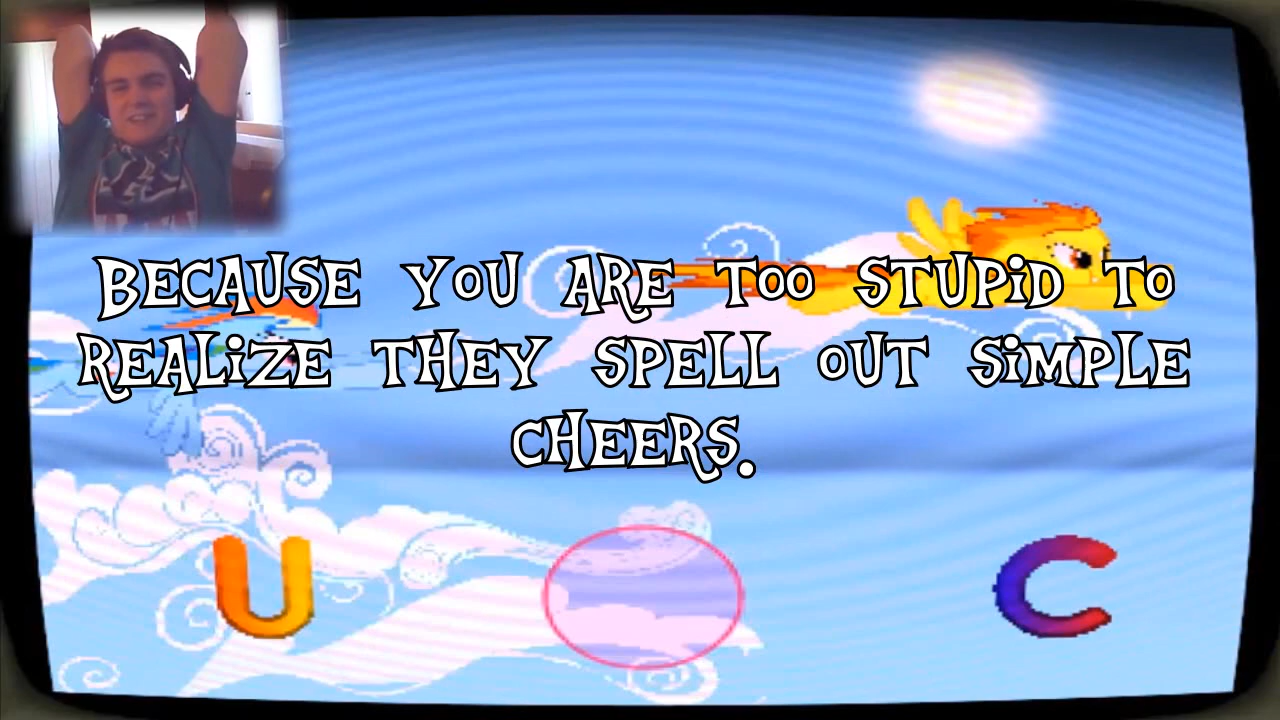 BECAUSE YOU ARE TOO STUPiD TO
REALiZE THEY SPELL OUT SiMPLE
CHEERS.
U C